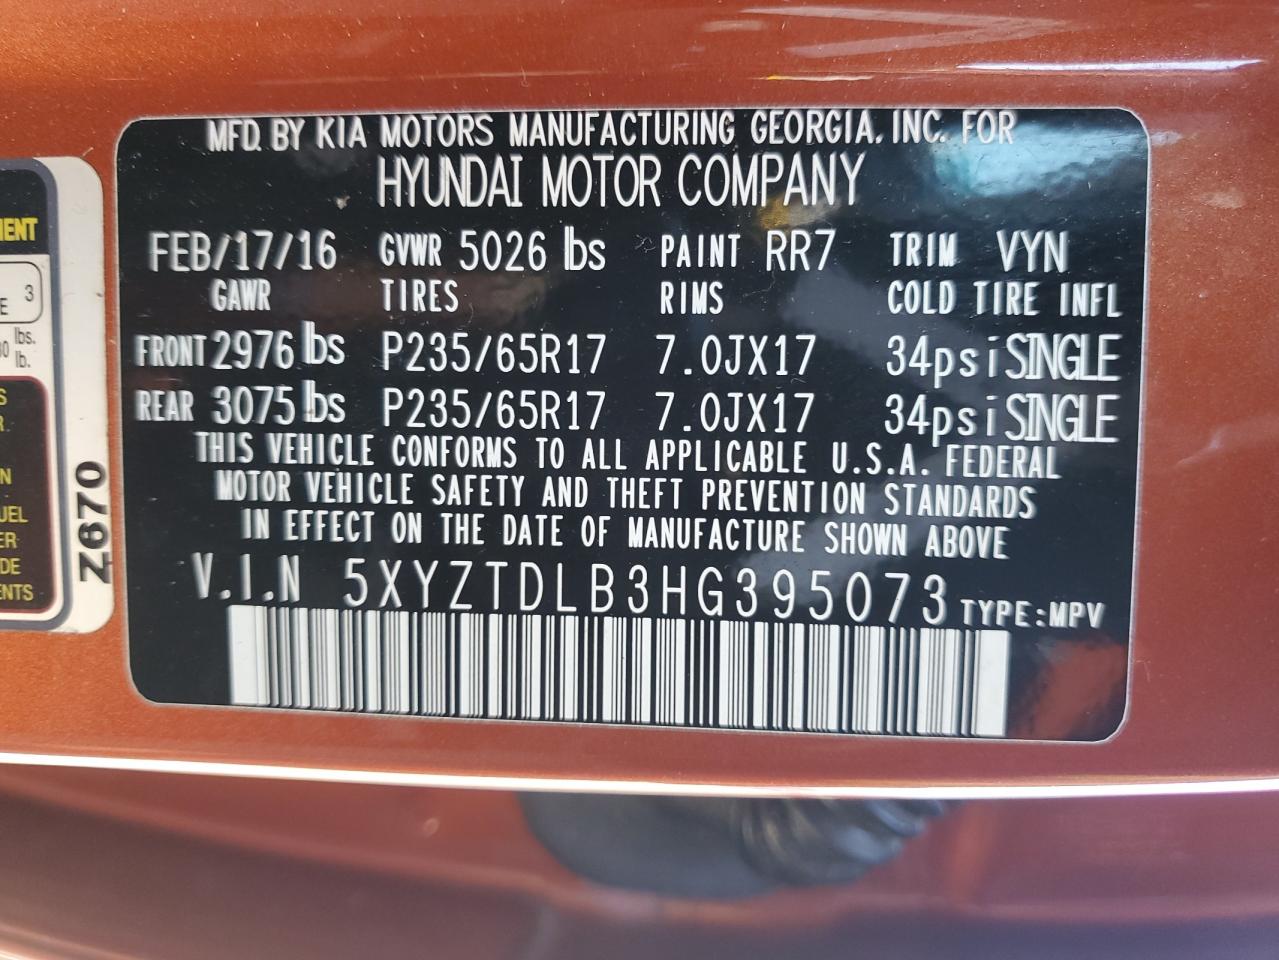 MFD. BY KIA MOTORS MANUFACTURING GEORGIA, INC. FOR
HYUNDAI MOTOR COMPANY
FEB/17/16 GVWR 5026 lbs PAINT RR7 TRIM VYN
GAWR TIRES RIMS COLD TIRE INFL
FRONT 2976 lbs P235/65R17 7.0JX17 34psi SINGLE
REAR 3075 lbs P235/65R17 7.0JX17 34psi SINGLE
THIS VEHICLE CONFORMS TO ALL APPLICABLE U.S.A. FEDERAL
MOTOR VEHICLE SAFETY AND THEFT PREVENTION STANDARDS
IN EFFECT ON THE DATE OF MANUFACTURE SHOWN ABOVE
V.I.N 5XYZTDLB3HG395073 TYPE:MPV
3
lbs.
lb.
Z670